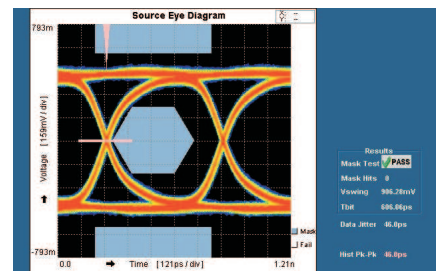 Source Eye Diagram
X: --
Y: --
793m
Voltage [159mV / div]
-793m
0.0
Time [121ps / div]
1.21n
Mask
Fail
Results
Mask Test PASS
Mask Hits 0
Vswing 906.28mV
Tbit 606.06ps
Data Jitter 46.0ps
Hist Pk-Pk 46.0ps